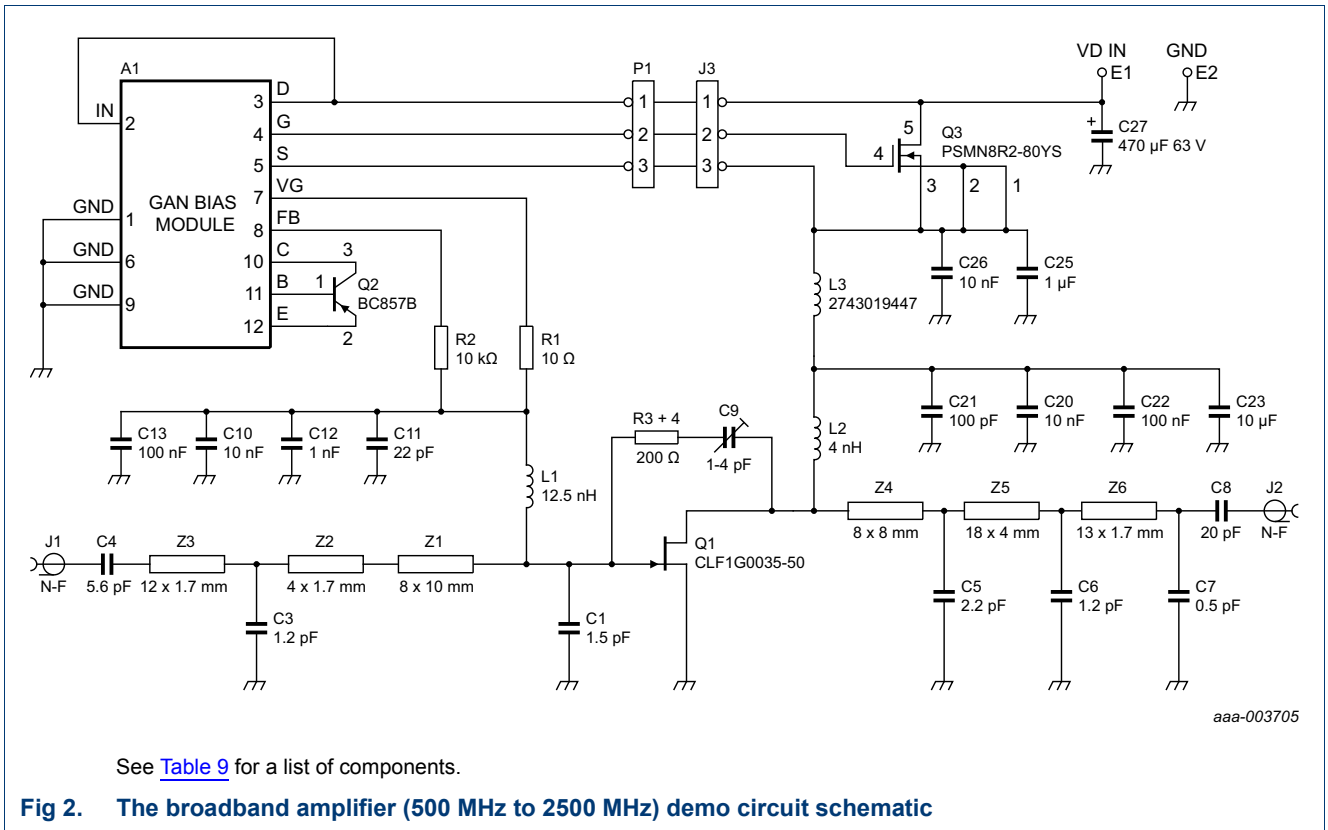 VD IN
GND
E1
E2
A1
P1
J3
IN
2
D
3
1
1
G
4
2
2
S
5
3
3
+
C27
470 µF 63 V
5
Q3
PSMN8R2-80YS
4
3
2
1
GAN BIAS
MODULE
VG
7
GND
1
FB
8
GND
6
C
10
3
B
11
1
Q2
BC857B
GND
9
E
12
2
C26
10 nF
C25
1 µF
L3
2743019447
R2
10 kΩ
R1
10 Ω
C21
100 pF
C20
10 nF
C22
100 nF
C23
10 µF
C13
100 nF
C10
10 nF
C12
1 nF
C11
22 pF
R3 + 4
200 Ω
C9
1-4 pF
L2
4 nH
L1
12.5 nH
Z4
8 x 8 mm
Z5
18 x 4 mm
Z6
13 x 1.7 mm
C8
20 pF
J2
N-F
J1
N-F
C4
5.6 pF
Z3
12 x 1.7 mm
Z2
4 x 1.7 mm
Z1
8 x 10 mm
Q1
CLF1G0035-50
C3
1.2 pF
C1
1.5 pF
C5
2.2 pF
C6
1.2 pF
C7
0.5 pF
aaa-003705
See Table 9 for a list of components.
Fig 2. The broadband amplifier (500 MHz to 2500 MHz) demo circuit schematic